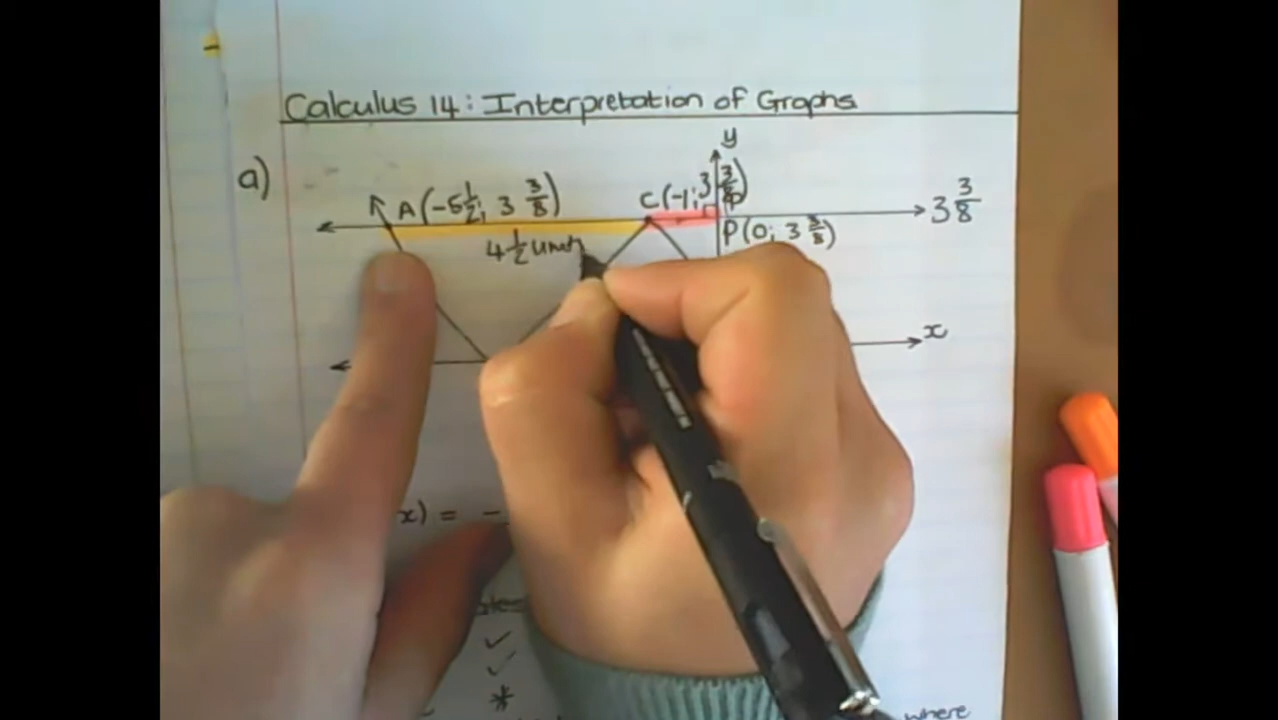 Calculus 14: Interpretation of Graphs
y
a)
A(-5½; 3 3/8)
C(-1; 3 3/8)
3 3/8
P(0; 3 3/8)
4½ units
x
x) = -
✓
✓
*
where